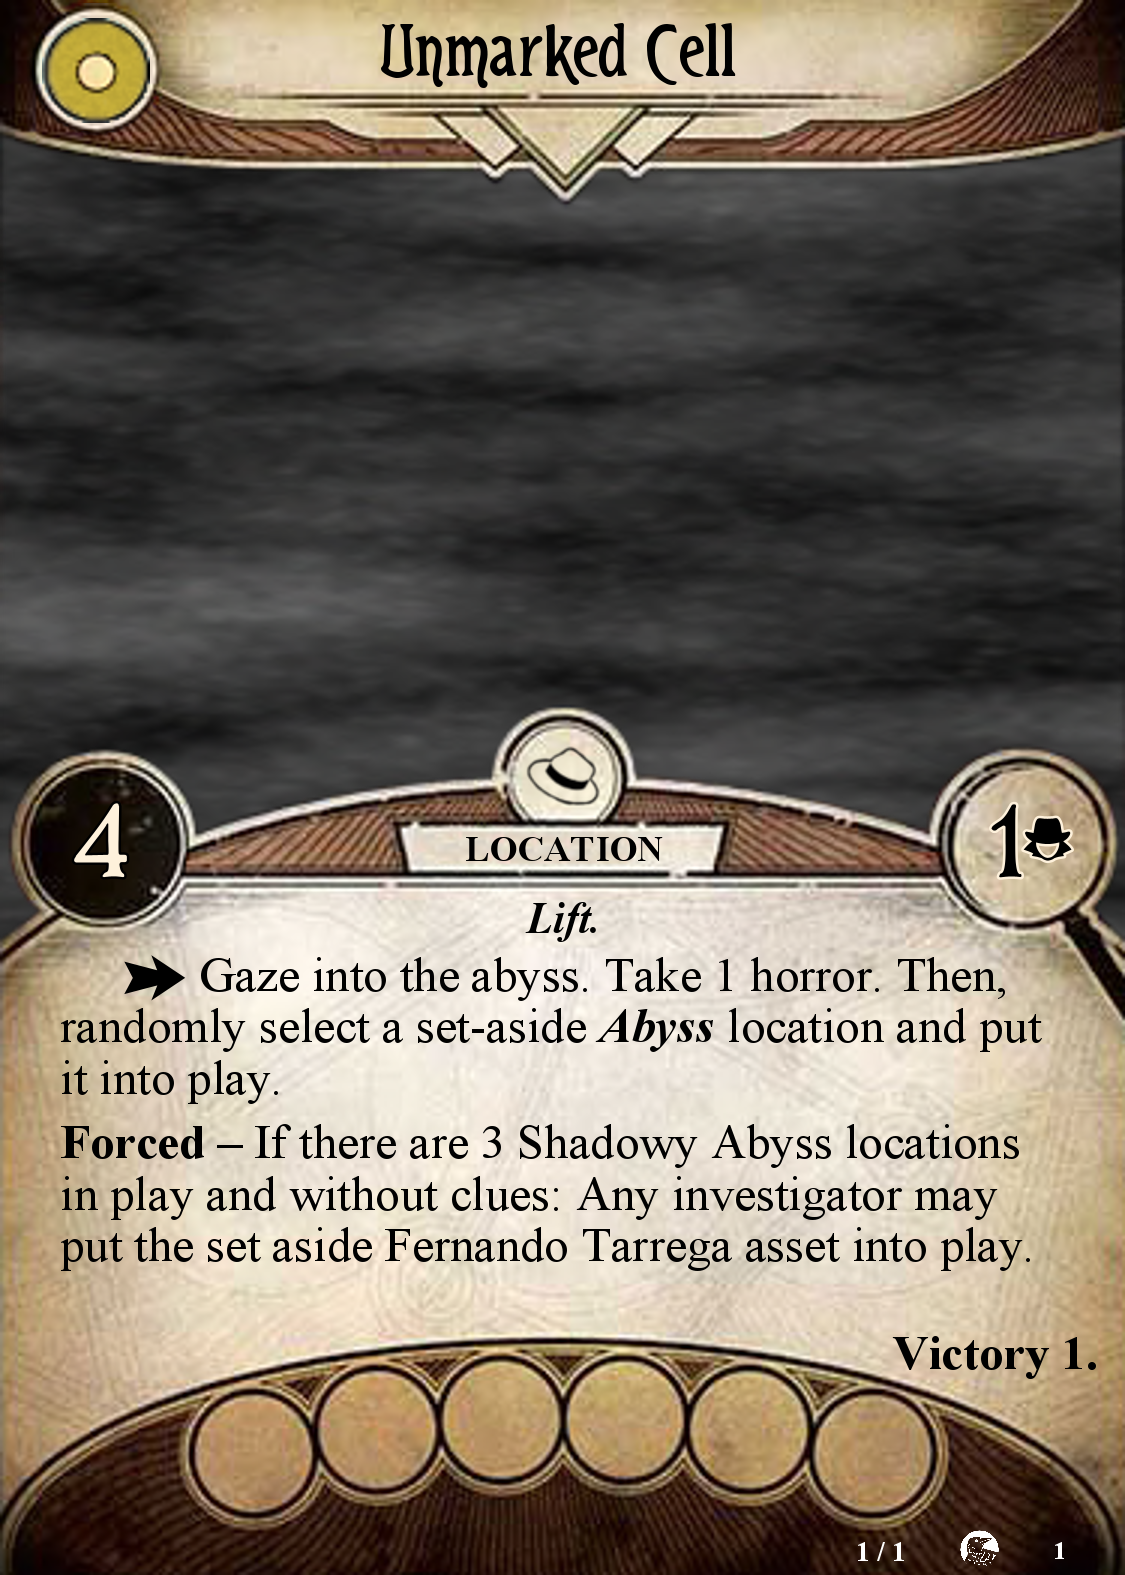 Unmarked Cell
4
LOCATION
1
Lift.
Gaze into the abyss. Take 1 horror. Then,
randomly select a set-aside Abyss location and put
it into play.
Forced – If there are 3 Shadowy Abyss locations
in play and without clues: Any investigator may
put the set aside Fernando Tarrega asset into play.
Victory 1.
1 / 1
1